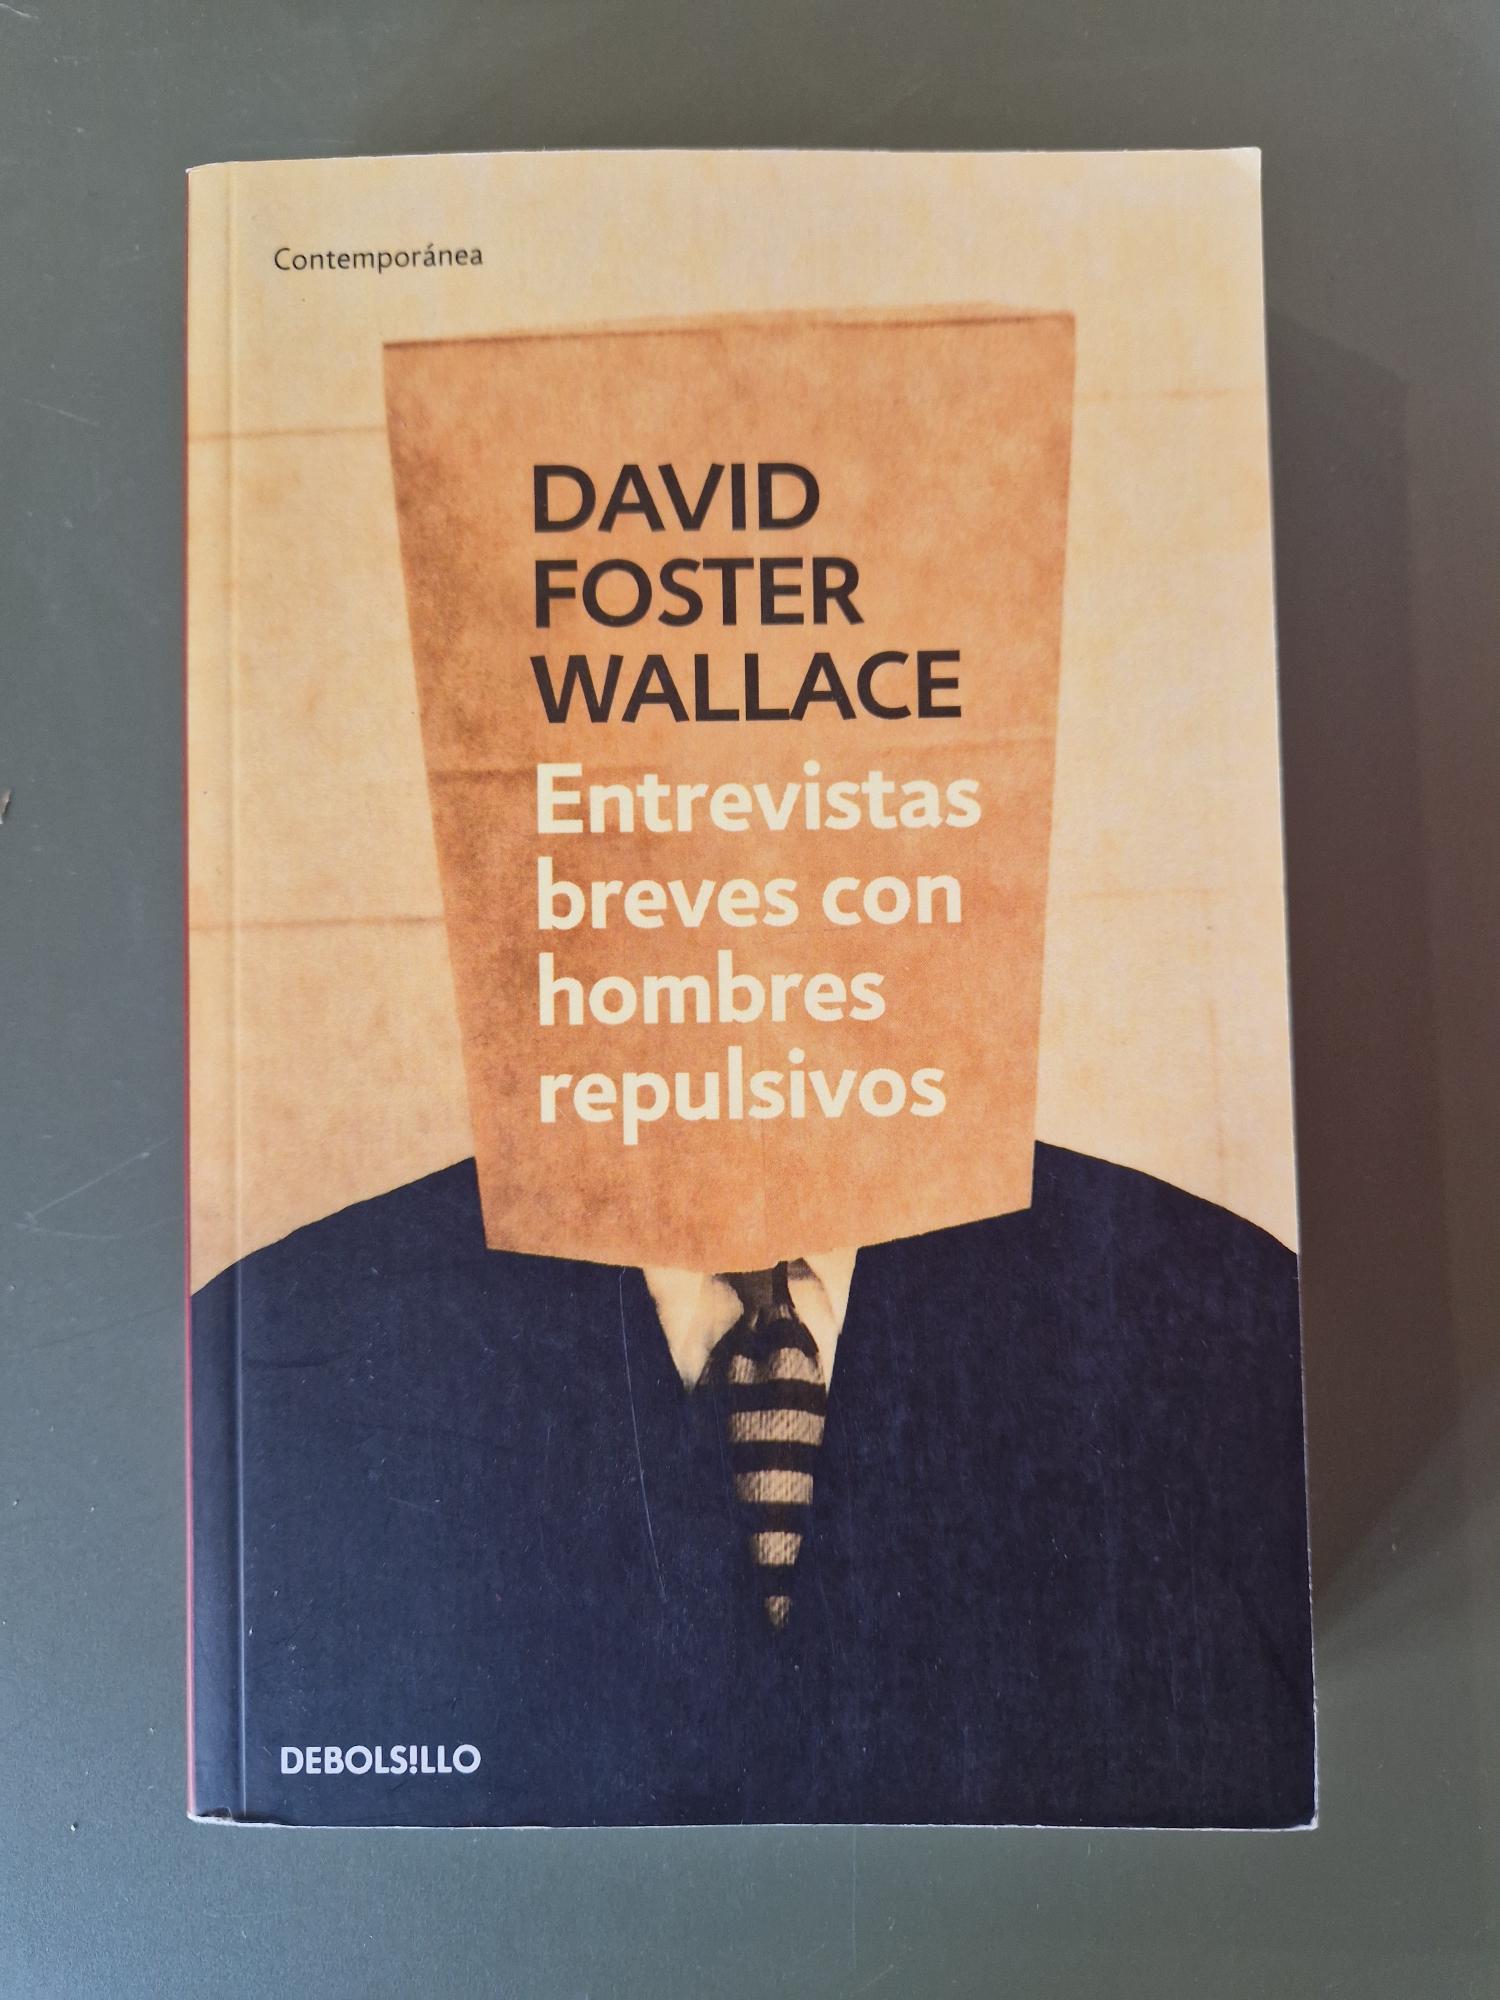 Contemporánea
DAVID
FOSTER
WALLACE
Entrevistas
breves con
hombres
repulsivos
DEBOLS!LLO